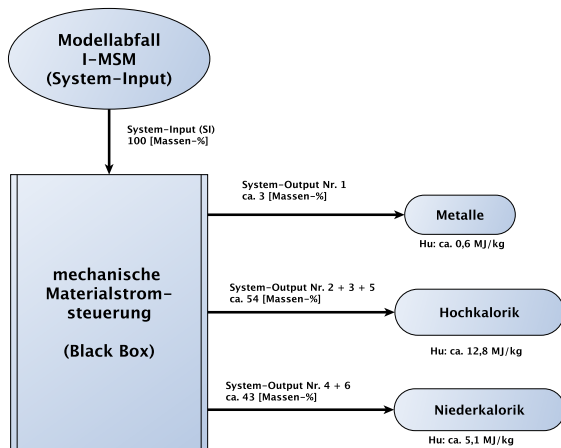 Modellabfall
I-MSM
(System-Input)
System-Input (SI)
100 [Massen-%]
System-Output Nr. 1
ca. 3 [Massen-%]
Metalle
Hu: ca. 0,6 MJ/kg
mechanische
Materialstrom-
steuerung
(Black Box)
System-Output Nr. 2 + 3 + 5
ca. 54 [Massen-%]
Hochkalorik
Hu: ca. 12,8 MJ/kg
System-Output Nr. 4 + 6
ca. 43 [Massen-%]
Niederkalorik
Hu: ca. 5,1 MJ/kg